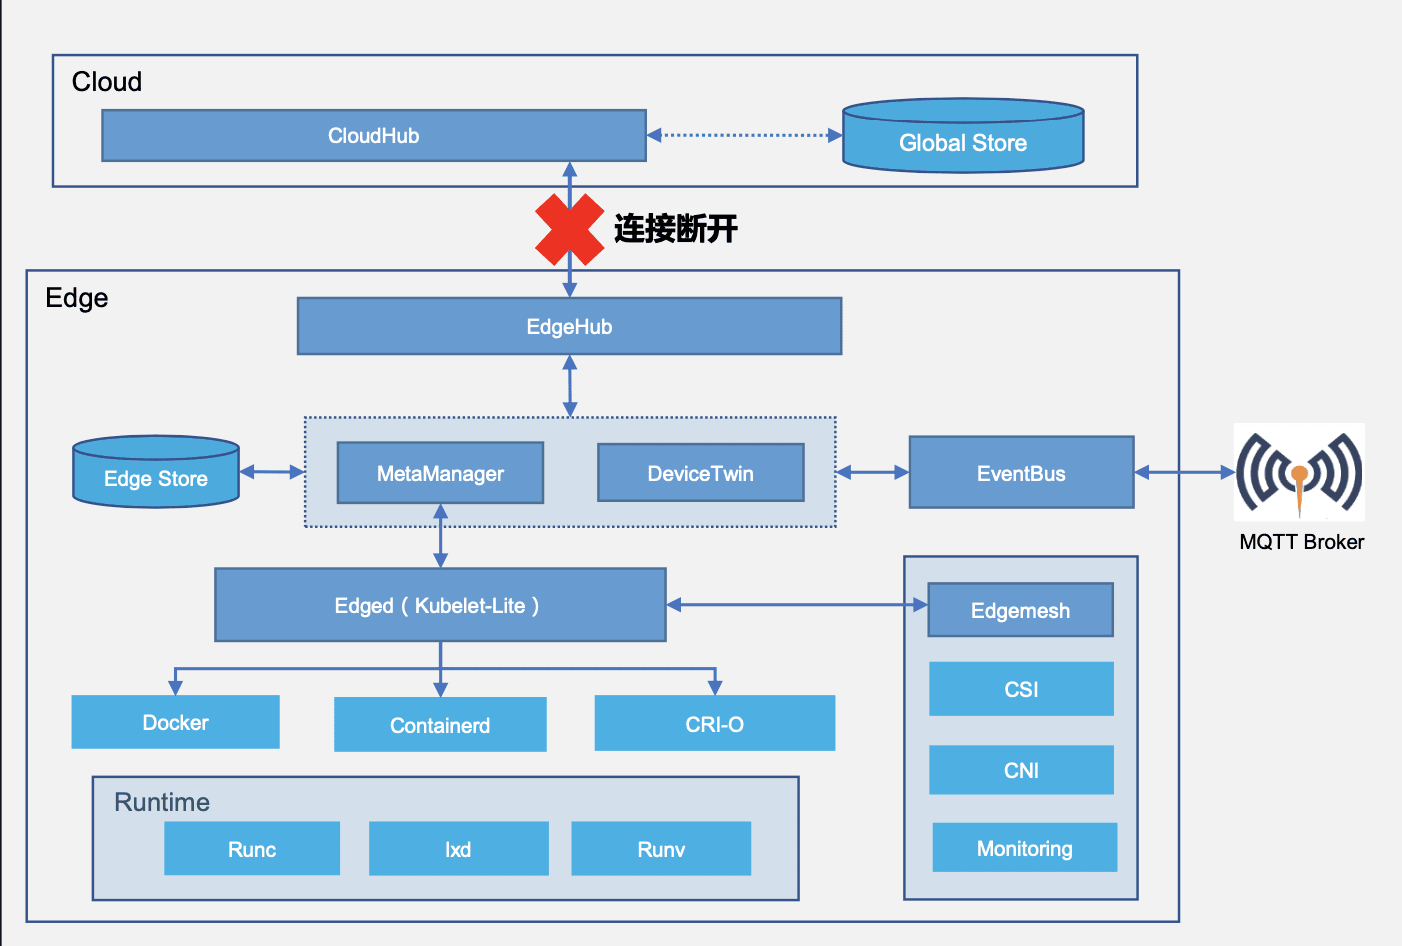 Cloud
CloudHub
Global Store
连接断开
Edge
EdgeHub
Edge Store
MetaManager
DeviceTwin
EventBus
MQTT Broker
Edged（Kubelet-Lite）
Edgemesh
CSI
CNI
Monitoring
Docker
Containerd
CRI-O
Runtime
Runc
lxd
Runv